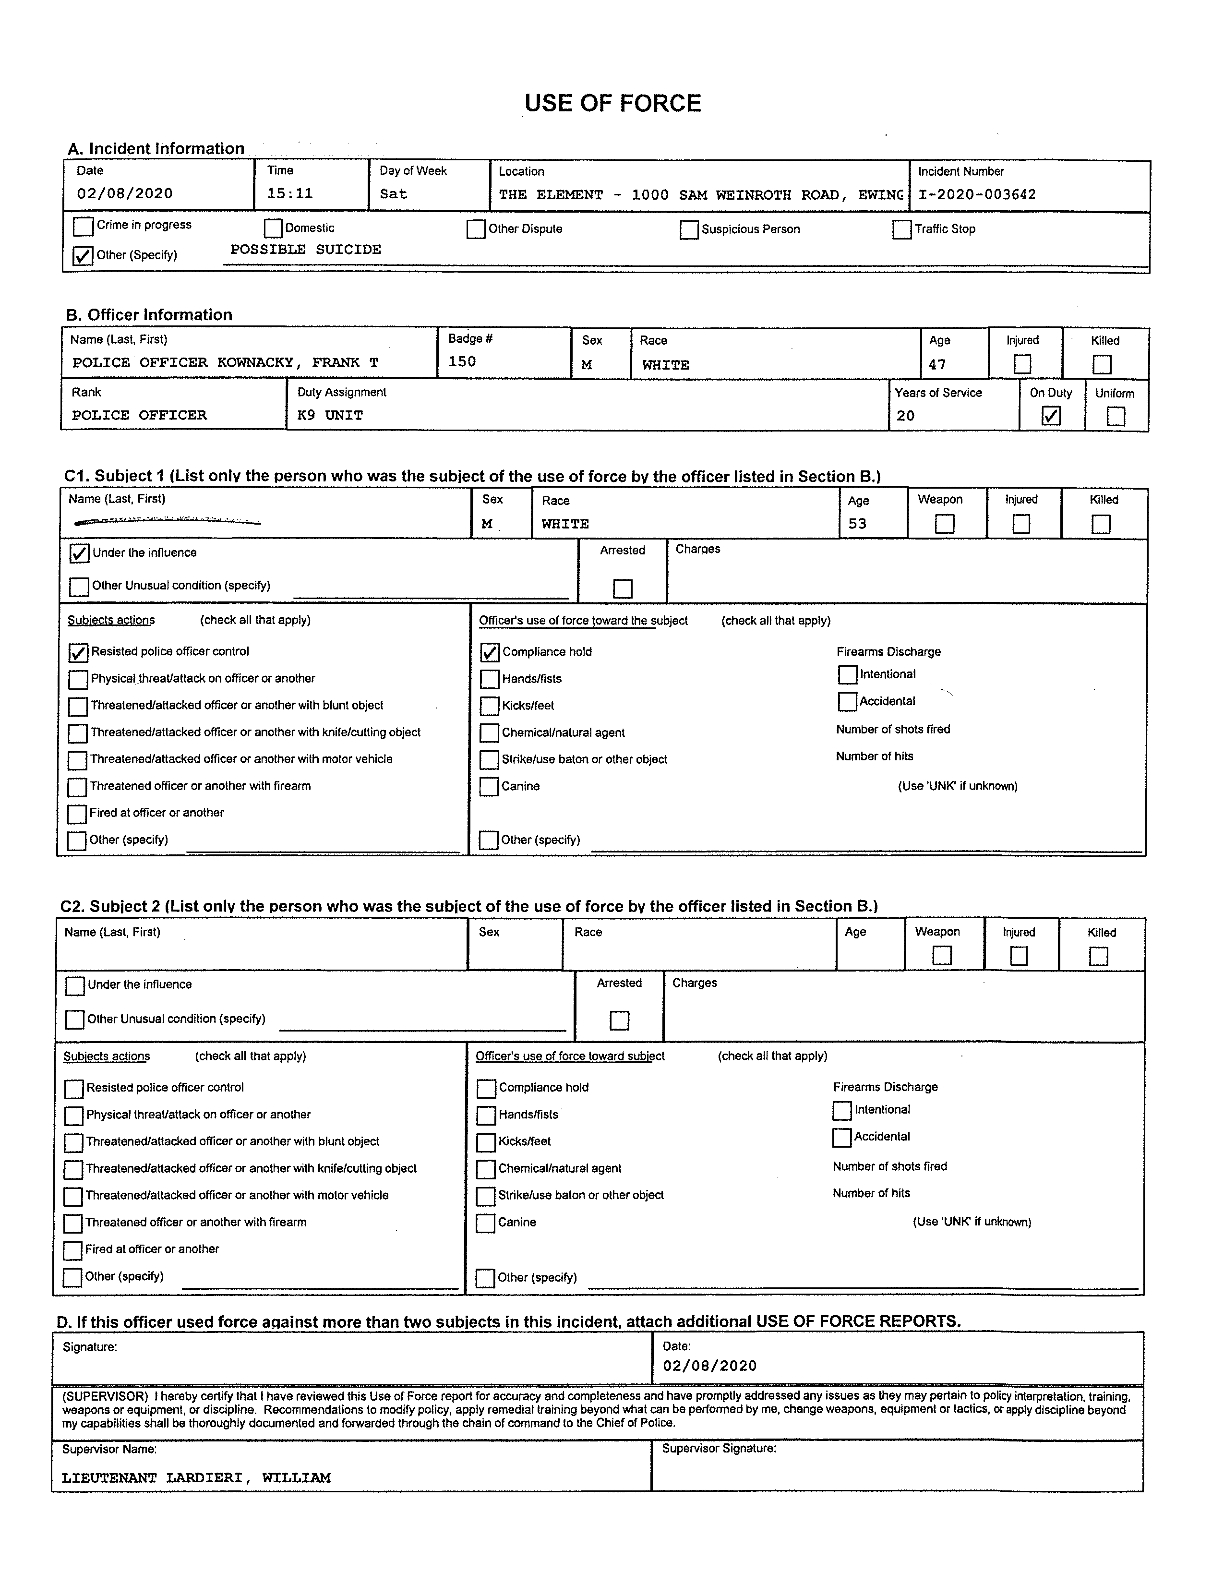 USE OF FORCE
A. Incident Information
Date Time Day of Week Location Incident Number
02/08/2020 15:11 Sat THE ELEMENT - 1000 SAM WEINROTH ROAD, EWING I-2020-003642
Crime in progress Domestic Other Dispute Suspicious Person Traffic Stop
Other (Specify) POSSIBLE SUICIDE
B. Officer Information
Name (Last, First) Badge # Sex Race Age Injured Killed
POLICE OFFICER KOWNACKY, FRANK T 150 M WHITE 47
Rank Duty Assignment Years of Service On Duty Uniform
POLICE OFFICER K9 UNIT 20
C1. Subject 1 (List only the person who was the subject of the use of force by the officer listed in Section B.)
Name (Last, First) Sex Race Age Weapon Injured Killed
M WHITE 53
Under the influence Arrested Charges
Other Unusual condition (specify)
Subjects actions (check all that apply) Officer's use of force toward the subject (check all that apply)
Resisted police officer control Compliance hold Firearms Discharge
Physical threat/attack on officer or another Hands/fists Intentional
Threatened/attacked officer or another with blunt object Kicks/feet Accidental
Threatened/attacked officer or another with knife/cutting object Chemical/natural agent Number of shots fired
Threatened/attacked officer or another with motor vehicle Strike/use baton or other object Number of hits
Threatened officer or another with firearm Canine (Use 'UNK' if unknown)
Fired at officer or another
Other (specify) Other (specify)
C2. Subject 2 (List only the person who was the subject of the use of force by the officer listed in Section B.)
Name (Last, First) Sex Race Age Weapon Injured Killed
Under the influence Arrested Charges
Other Unusual condition (specify)
Subjects actions (check all that apply) Officer's use of force toward subject (check all that apply)
Resisted police officer control Compliance hold Firearms Discharge
Physical threat/attack on officer or another Hands/fists Intentional
Threatened/attacked officer or another with blunt object Kicks/feet Accidental
Threatened/attacked officer or another with knife/cutting object Chemical/natural agent Number of shots fired
Threatened/attacked officer or another with motor vehicle Strike/use baton or other object Number of hits
Threatened officer or another with firearm Canine (Use 'UNK' if unknown)
Fired at officer or another
Other (specify) Other (specify)
D. If this officer used force against more than two subjects in this incident, attach additional USE OF FORCE REPORTS.
Signature: Date:
02/08/2020
(SUPERVISOR) I hereby certify that I have reviewed this Use of Force report for accuracy and completeness and have promptly addressed any issues as they may pertain to policy interpretation, training,
weapons or equipment, or discipline. Recommendations to modify policy, apply remedial training beyond what can be performed by me, change weapons, equipment or tactics, or apply discipline beyond
my capabilities shall be thoroughly documented and forwarded through the chain of command to the Chief of Police.
Supervisor Name: Supervisor Signature:
LIEUTENANT LARDIERI, WILLIAM